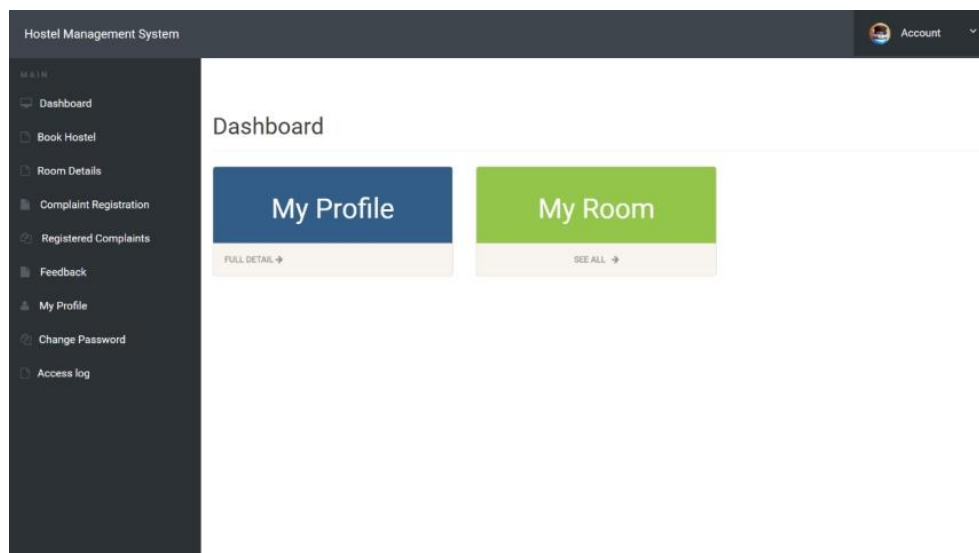 Hostel Management System
Account
MAIN
Dashboard
Book Hostel
Room Details
Complaint Registration
Registered Complaints
Feedback
My Profile
Change Password
Access log
Dashboard
My Profile
FULL DETAIL
My Room
SEE ALL